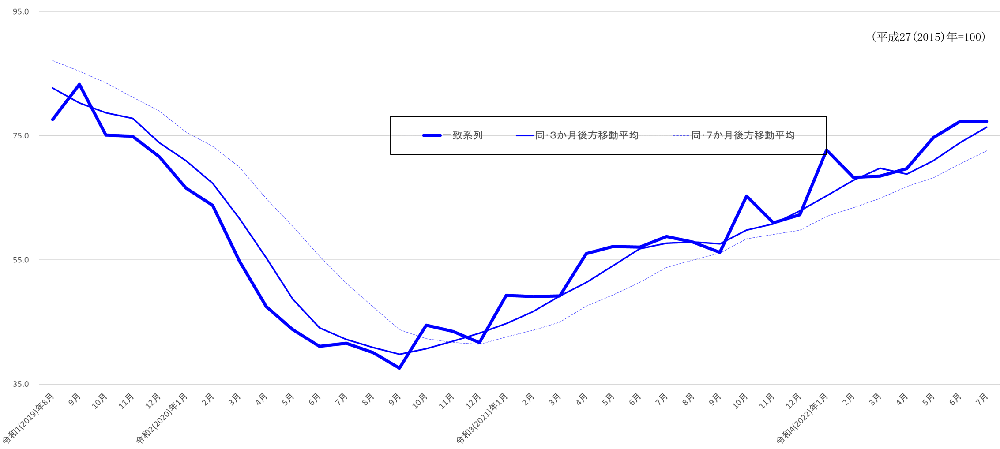 95.0
(平成27(2015)年=100)
75.0
一致系列 同･3か月後方移動平均 同･7か月後方移動平均
55.0
35.0
令和1(2019)年8月
9月
10月
11月
12月
令和2(2020)年1月
2月
3月
4月
5月
6月
7月
8月
9月
10月
11月
12月
令和3(2021)年1月
2月
3月
4月
5月
6月
7月
8月
9月
10月
11月
12月
令和4(2022)年1月
2月
3月
4月
5月
6月
7月